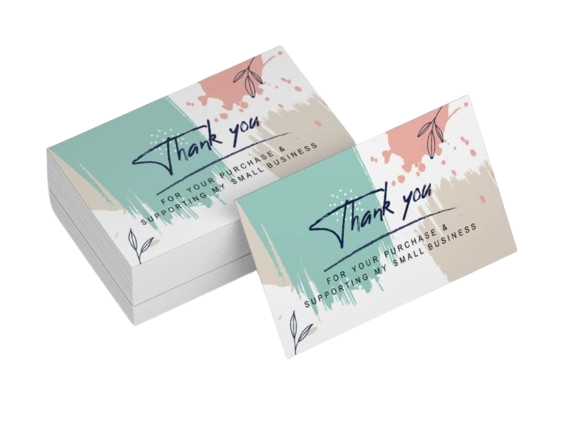 Thank you
FOR YOUR PURCHASE &
SUPPORTING MY SMALL BUSINESS
Thank you
FOR YOUR PURCHASE &
SUPPORTING MY SMALL BUSINESS